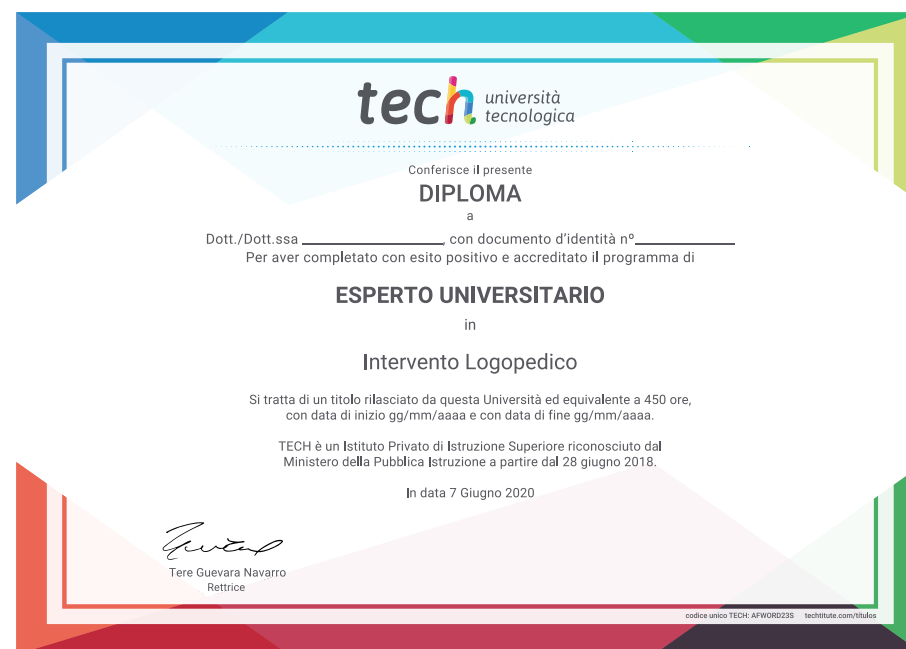 tech università
tecnologica
Conferisce il presente
DIPLOMA
a
Dott./Dott.ssa ____________________, con documento d'identità nº______________
Per aver completato con esito positivo e accreditato il programma di
ESPERTO UNIVERSITARIO
in
Intervento Logopedico
Si tratta di un titolo rilasciato da questa Università ed equivalente a 450 ore,
con data di inizio gg/mm/aaaa e con data di fine gg/mm/aaaa.
TECH è un Istituto Privato di Istruzione Superiore riconosciuto dal
Ministero della Pubblica Istruzione a partire dal 28 giugno 2018.
In data 7 Giugno 2020
Tere Guevara Navarro
Rettrice
codice unico TECH: AFWORD23S techtitute.com/titulos